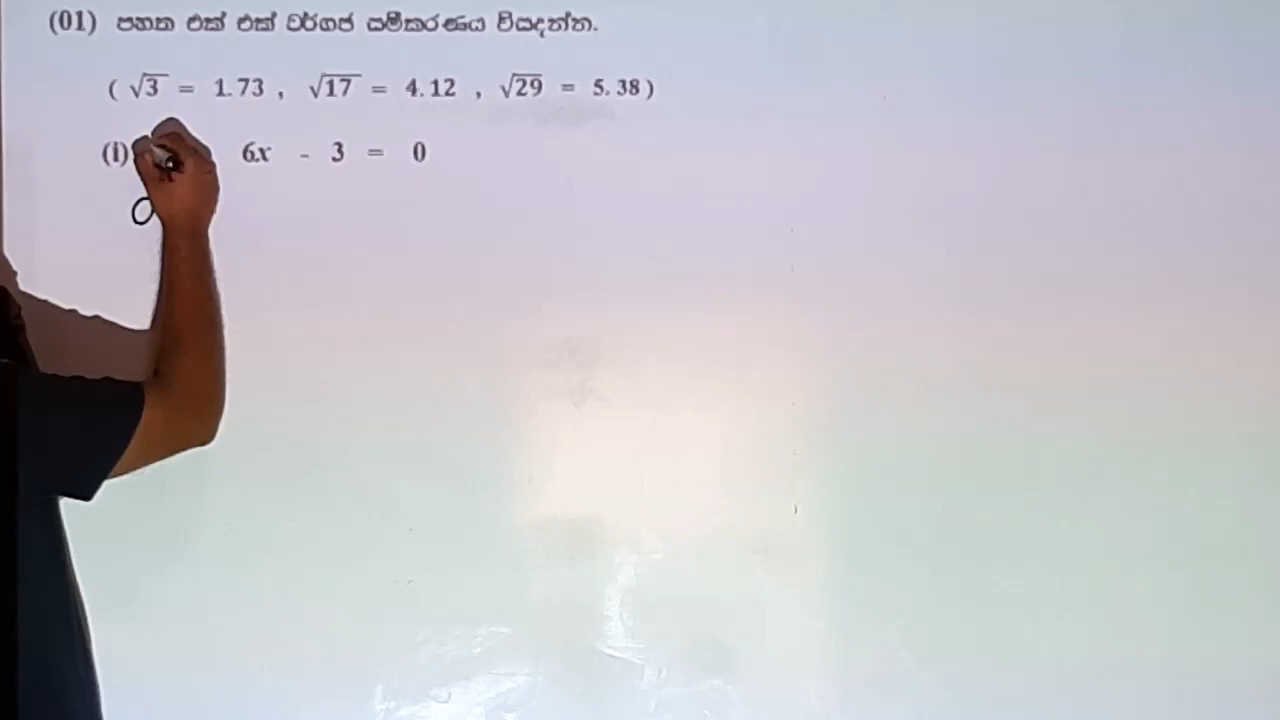 (01) පහත එක් එක් වර්ගජ සමීකරණය විසඳන්න.
( √3 = 1.73 , √17 = 4.12 , √29 = 5.38 )
(i) 6x - 3 = 0